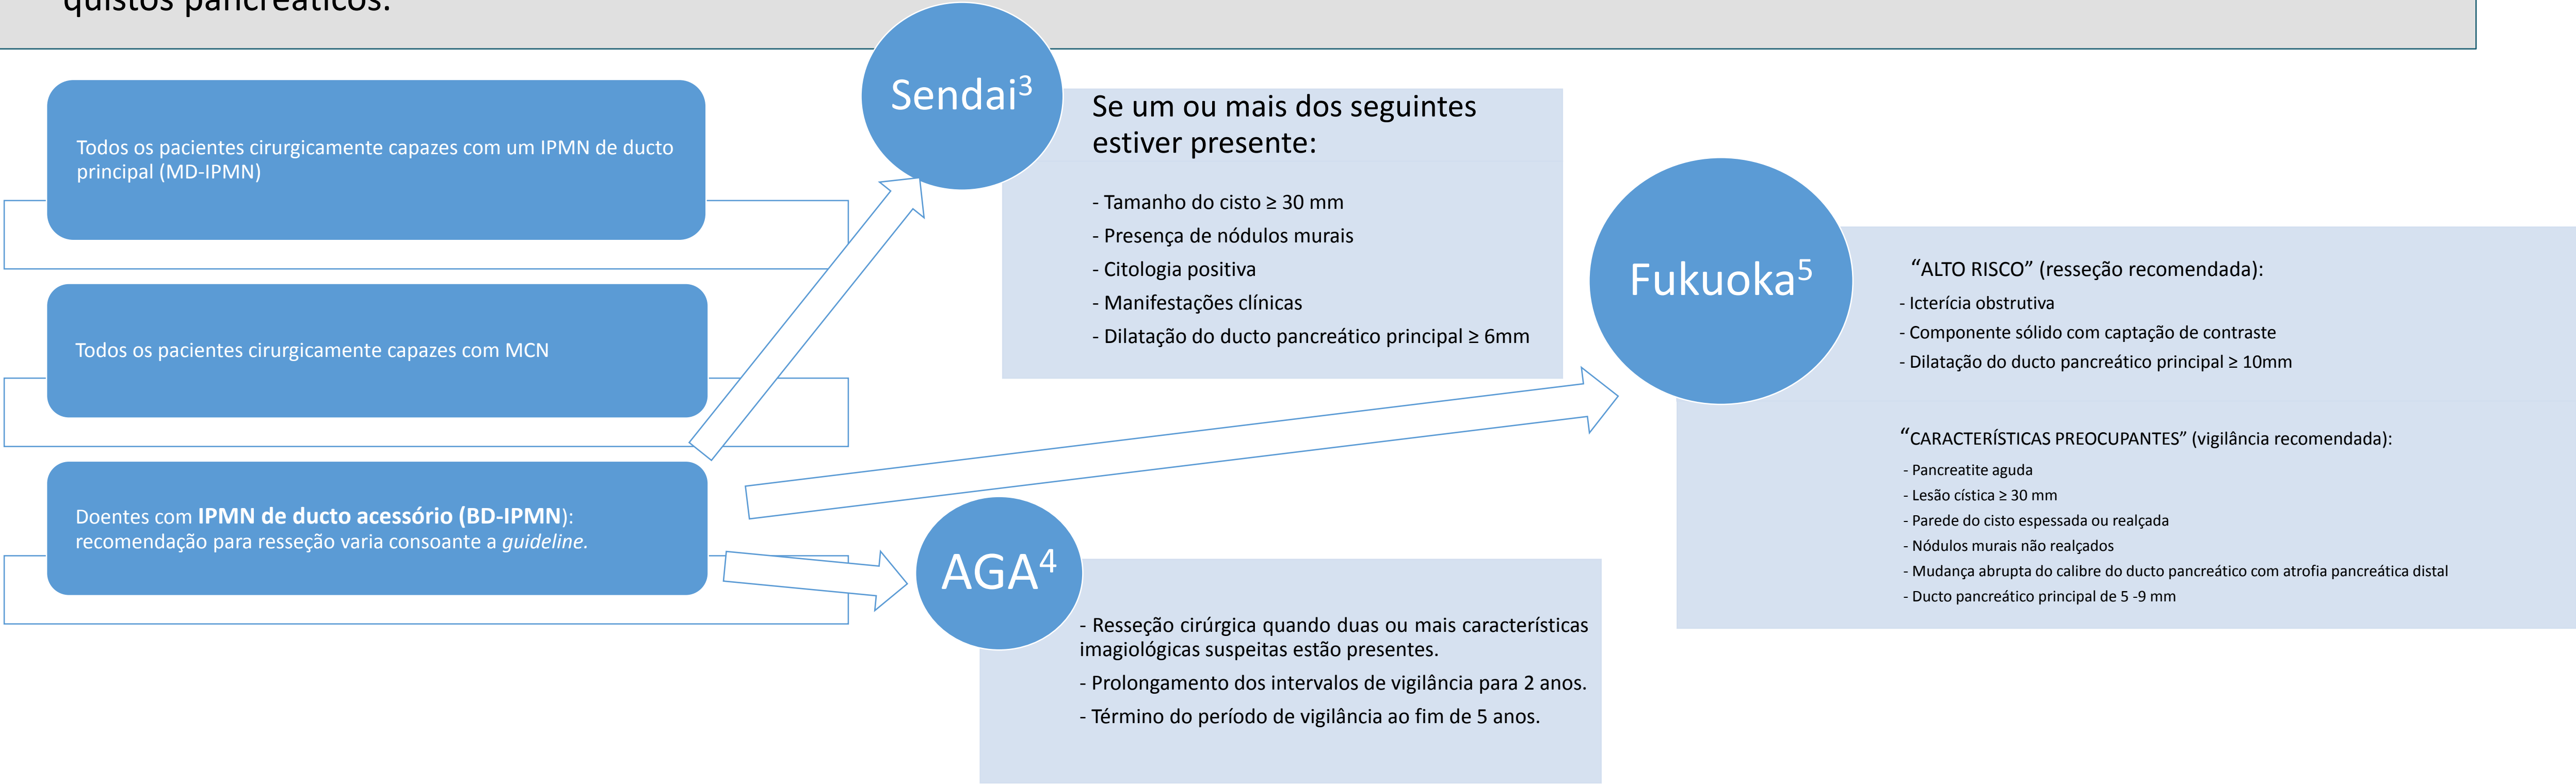 quistos pancreáticos.
Todos os pacientes cirurgicamente capazes com um IPMN de ducto
principal (MD-IPMN)
Todos os pacientes cirurgicamente capazes com MCN
Doentes com IPMN de ducto acessório (BD-IPMN):
recomendação para resseção varia consoante a guideline.
Sendai³
Se um ou mais dos seguintes
estiver presente:
- Tamanho do cisto ≥ 30 mm
- Presença de nódulos murais
- Citologia positiva
- Manifestações clínicas
- Dilatação do ducto pancreático principal ≥ 6mm
AGA⁴
- Resseção cirúrgica quando duas ou mais características
imagiológicas suspeitas estão presentes.
- Prolongamento dos intervalos de vigilância para 2 anos.
- Término do período de vigilância ao fim de 5 anos.
Fukuoka⁵
“ALTO RISCO” (resseção recomendada):
- Icterícia obstrutiva
- Componente sólido com captação de contraste
- Dilatação do ducto pancreático principal ≥ 10mm
“CARACTERÍSTICAS PREOCUPANTES” (vigilância recomendada):
- Pancreatite aguda
- Lesão cística ≥ 30 mm
- Parede do cisto espessada ou realçada
- Nódulos murais não realçados
- Mudança abrupta do calibre do ducto pancreático com atrofia pancreática distal
- Ducto pancreático principal de 5 -9 mm